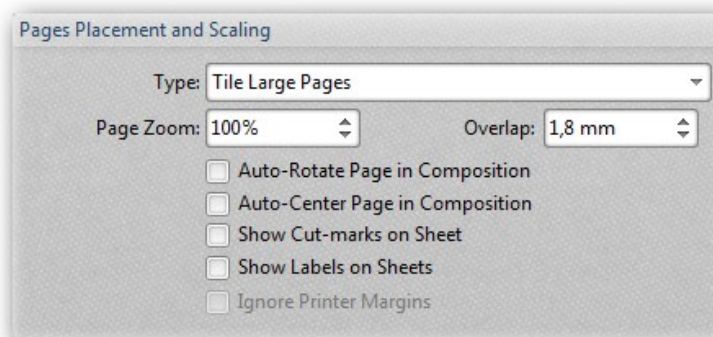 Pages Placement and Scaling
Type: Tile Large Pages
Page Zoom: 100% Overlap: 1,8 mm
Auto-Rotate Page in Composition
Auto-Center Page in Composition
Show Cut-marks on Sheet
Show Labels on Sheets
Ignore Printer Margins